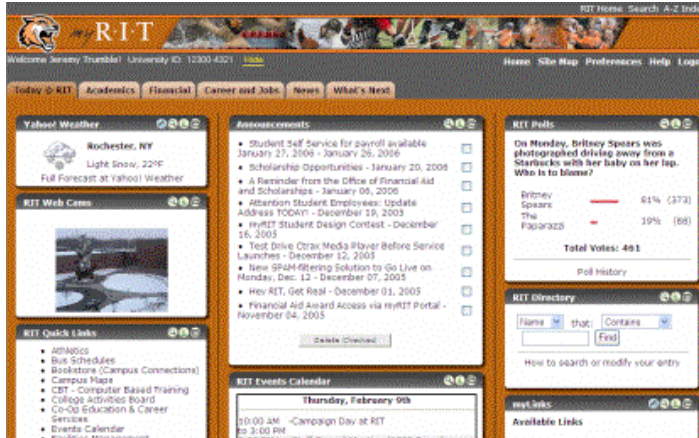 RIT Home Search A-Z Inde
my R·I·T
Welcome Jeremy Trumble! University ID: 12300-4321 Hide
Home Site Map Preferences Help Logo
Today @ RIT Academics Financial Career and Jobs News What's Next
Yahoo! Weather
Rochester, NY
Light Snow, 22°F
Full Forecast at Yahoo! Weather
RIT Web Cams
RIT Quick Links
• Athletics
• Bus Schedules
• Bookstore (Campus Connections)
• Campus Maps
• CBT - Computer Based Training
• College Activities Board
• Co-Op Education & Career
Services
• Events Calendar
• Facilities Management
Announcements
• Student Self Service for payroll available
January 27, 2006 - January 26, 2006
• Scholarship Opportunities - January 20, 2006
• A Reminder from the Office of Financial Aid
and Scholarships - January 06, 2006
• Attention Student Employees: Update
Address TODAY! - December 19, 2005
• myRIT Student Design Contest - December
16, 2005
• Test Drive Ctrax Media Player Before Service
Launches - December 12, 2005
• New SPAM-filtering Solution to Go Live on
Monday, Dec. 12 - December 07, 2005
• Hey RIT, Get Real - December 01, 2005
• Financial Aid Award Access via myRIT Portal -
November 04, 2005
Delete Checked
RIT Events Calendar
Thursday, February 9th
10:00 AM -Campaign Day at RIT
to 3:00 PM
RIT Polls
On Monday, Britney Spears was
photographed driving away from a
Starbucks with her baby on her lap.
Who is to blame?
Britney
Spears 81% (373)
The
Paparazzi 19% (88)
Total Votes: 461
Poll History
RIT Directory
Name that: Contains
Find
How to search or modify your entry
myLinks
Available Links